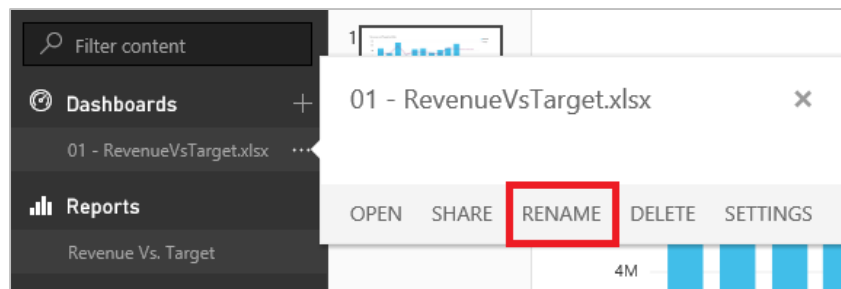 Filter content
Dashboards
01 - RevenueVsTarget.xlsx
Reports
Revenue Vs. Target
1
01 - RevenueVsTarget.xlsx
OPEN SHARE RENAME DELETE SETTINGS
4M